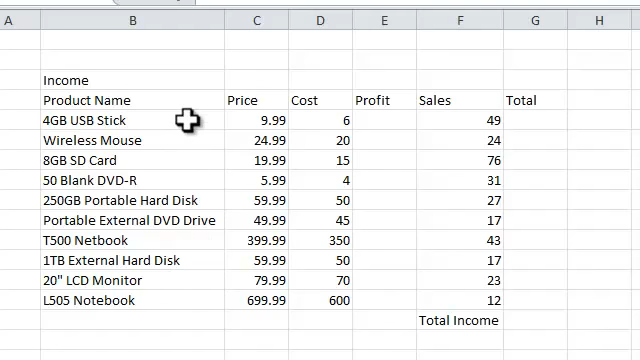 A B C D E F G H
Income
Product Name Price Cost Profit Sales Total
4GB USB Stick 9.99 6 49
Wireless Mouse 24.99 20 24
8GB SD Card 19.99 15 76
50 Blank DVD-R 5.99 4 31
250GB Portable Hard Disk 59.99 50 27
Portable External DVD Drive 49.99 45 17
T500 Netbook 399.99 350 43
1TB External Hard Disk 59.99 50 17
20" LCD Monitor 79.99 70 23
L505 Notebook 699.99 600 12
Total Income